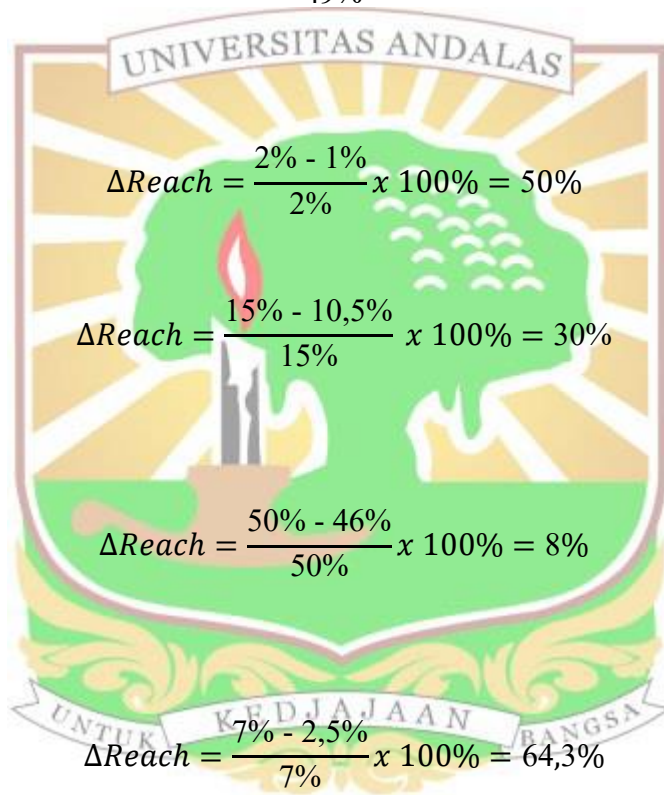 49%
UNIVERSITAS ANDALAS
ΔReach = (2% - 1%)/2% x 100% = 50%
ΔReach = (15% - 10,5%)/15% x 100% = 30%
ΔReach = (50% - 46%)/50% x 100% = 8%
UNTUK KEDJAJAAN BANGSA
ΔReach = (7% - 2,5%)/7% x 100% = 64,3%